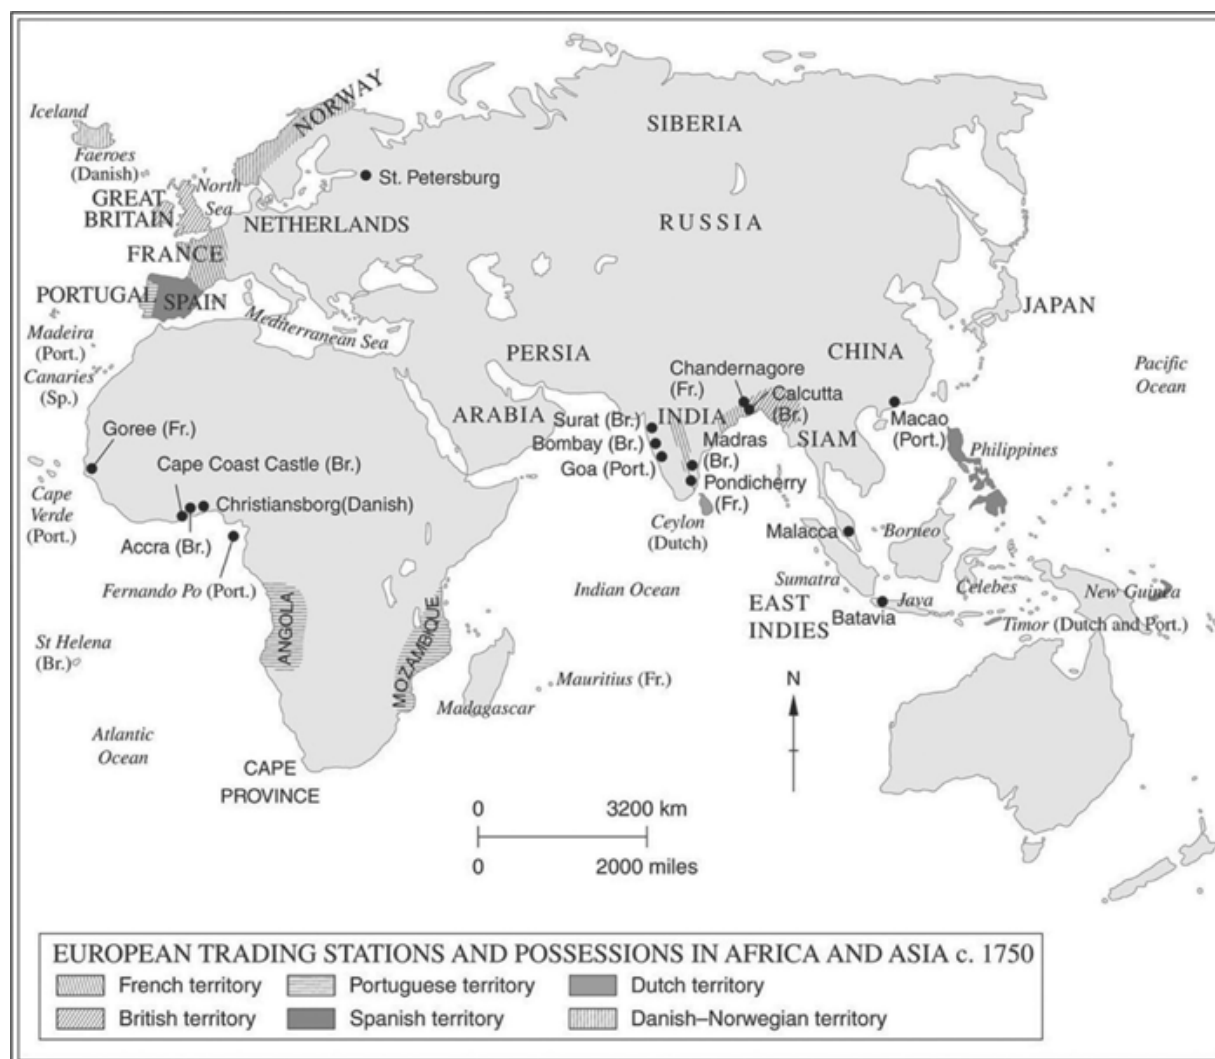 Iceland
Faeroes
(Danish)
NORWAY
SIBERIA
North
Sea
St. Petersburg
GREAT
BRITAIN
NETHERLANDS
RUSSIA
FRANCE
PORTUGAL
SPAIN
Mediterranean Sea
JAPAN
Madeira
(Port.)
Canaries
(Sp.)
PERSIA
CHINA
Pacific
Ocean
Chandernagore
(Fr.)
Calcutta
(Br.)
ARABIA
Surat (Br.)
INDIA
Macao
(Port.)
Goree (Fr.)
Bombay (Br.)
Madras
(Br.)
SIAM
Philippines
Cape Coast Castle (Br.)
Goa (Port.)
Pondicherry
(Fr.)
Cape
Verde
(Port.)
Christiansborg(Danish)
Ceylon
(Dutch)
Accra (Br.)
Malacca
Borneo
Fernando Po (Port.)
Indian Ocean
Sumatra
Celebes
New Guinea
EAST
INDIES
Java
Batavia
Timor (Dutch and Port.)
ANGOLA
MOZAMBIQUE
St Helena
(Br.)
Mauritius (Fr.)
Madagascar
N
Atlantic
Ocean
CAPE
PROVINCE
0 3200 km
0 2000 miles
EUROPEAN TRADING STATIONS AND POSSESSIONS IN AFRICA AND ASIA c. 1750
French territory
Portuguese territory
Dutch territory
British territory
Spanish territory
Danish–Norwegian territory